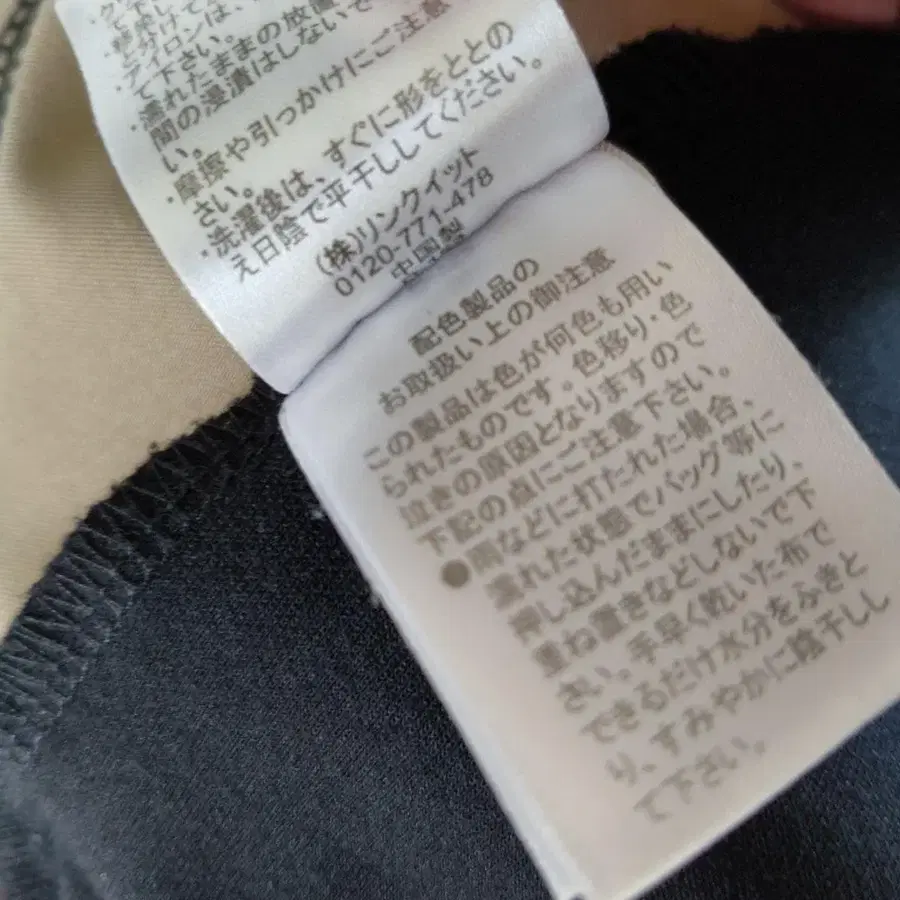 アイロンは、
て下さい。
・濡れたままの放置
間の浸漬はしないで
い。
・摩擦や引っかけにご注意
さい。
・洗濯後は、すぐに形をととの
え日陰で平干ししてください。
(株)リンクイット
0120-771-478
中国製
配色製品の
お取扱い上の御注意
この製品は色が何色も用い
られたものです。色移り・色
泣きの原因となりますので
下記の点にご注意下さい。
●雨などに打たれた場合、
濡れた状態でバッグ等に
押し込んだままにしたり、
重ね置きなどしないで下
さい。手早く乾いた布で
できるだけ水分をふきと
り、すみやかに陰干しし
て下さい。